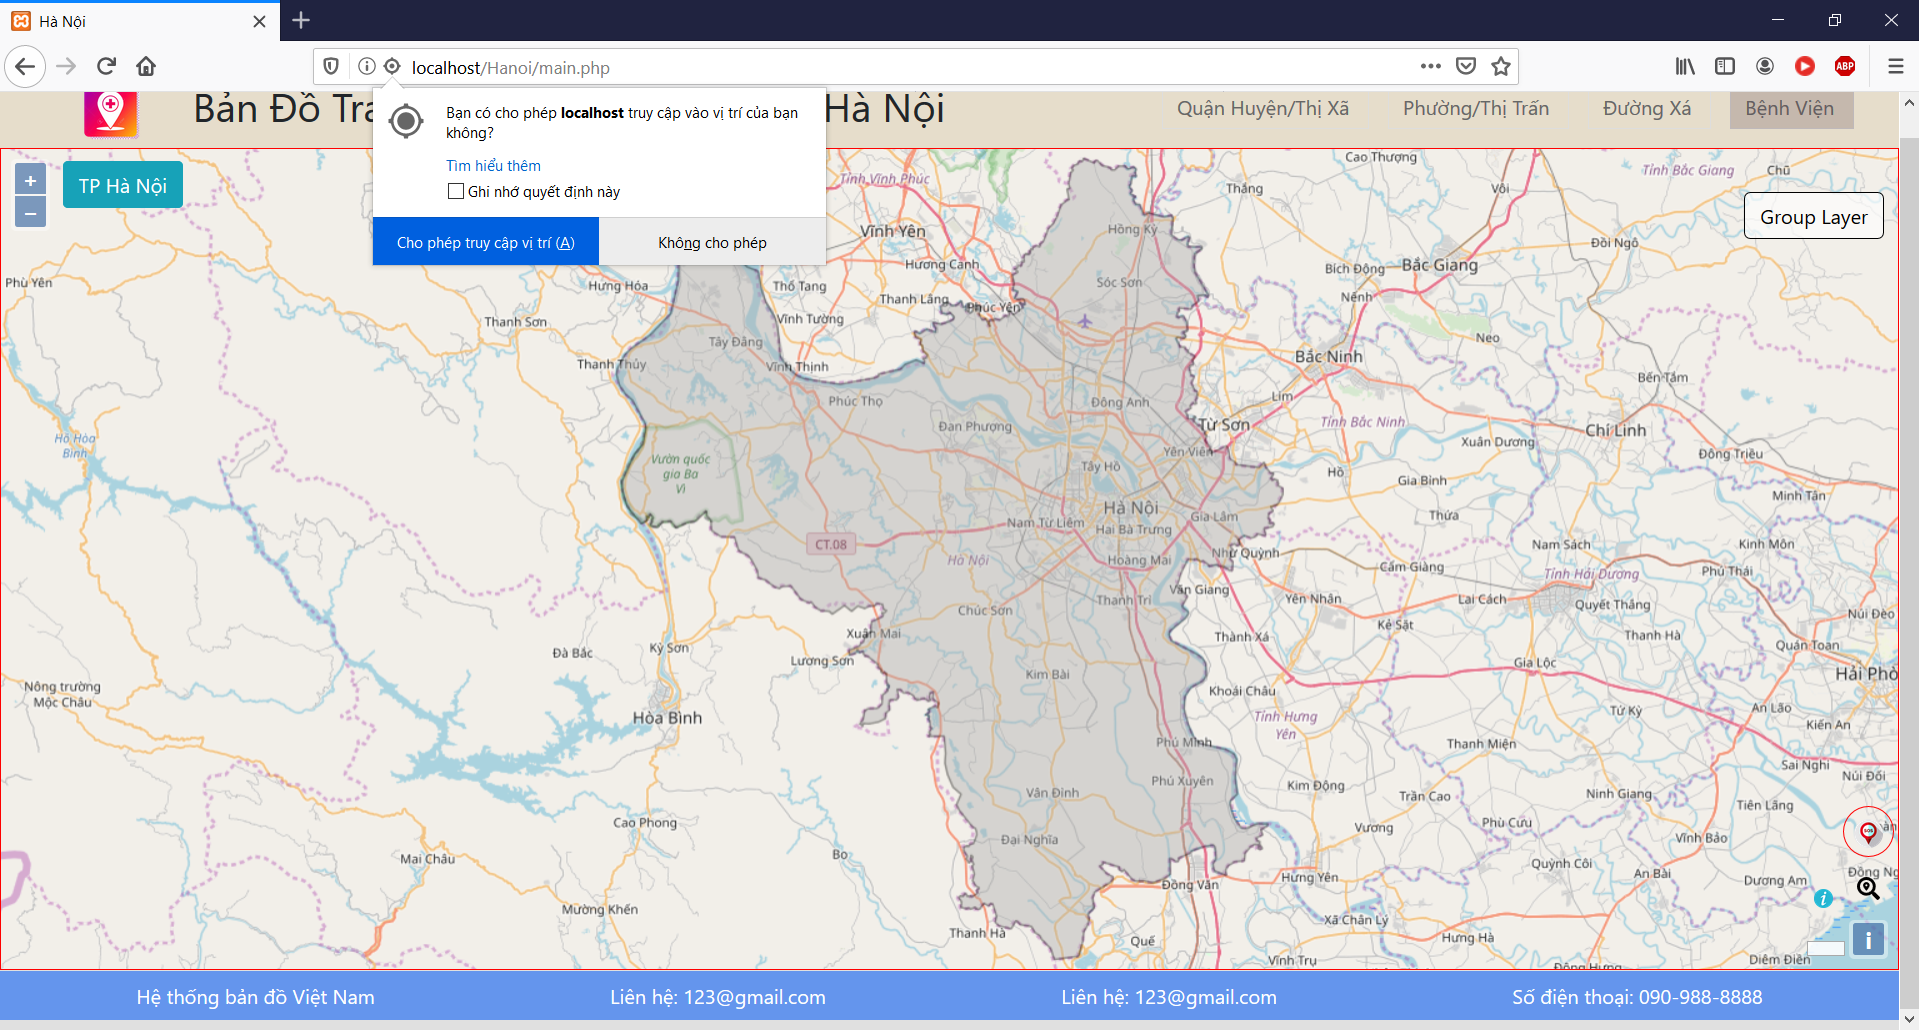 Hà Nội
localhost/Hanoi/main.php
ABP
Bản Đồ
Hà Nội
Quận Huyện/Thị Xã
Phường/Thị Trấn
Đường Xá
Bệnh Viện
Bạn có cho phép localhost truy cập vào vị trí của bạn
không?
Tìm hiểu thêm
Ghi nhớ quyết định này
Cho phép truy cập vị trí (A)
Không cho phép
+
TP Hà Nội
−
Group Layer
Cao Thượng
Tỉnh Bắc Giang
Chũ
Tỉnh Vĩnh Phúc
Thắng
Vôi
Vĩnh Yên
Hồng Kỳ
Đồi Ngô
Hương Canh
Bích Động
Bắc Giang
Phù Yên
Hưng Hóa
Thổ Tang
Sóc Sơn
Thanh Lãng
Nếnh
Phúc Yên
Thanh Sơn
Vĩnh Tường
Tây Đằng
Neo
Bắc Ninh
Thanh Thủy
Vĩnh Thịnh
Bến Tắm
Phúc Thọ
Đông Anh
Lim
Đan Phượng
Từ Sơn
Tỉnh Bắc Ninh
Chí Linh
Hồ Hòa
Bình
Xuân Dương
Yên Viên
Đông Triều
Vườn quốc
gia Ba
Vì
Tây Hồ
Hồ
Gia Bình
Minh Tân
Hà Nội
Gia Lâm
Thứa
Nam Từ Liêm
Hai Bà Trưng
CT.08
Hà Nội
Hoàng Mai
Như Quỳnh
Nam Sách
Kinh Môn
Cẩm Giàng
Tỉnh Hải Dương
Phú Thái
Văn Giang
Yên Nhân
Lai Cách
Quyết Thắng
Thanh Trì
Chúc Sơn
Núi Đèo
Xuân Mai
Thành Xá
Kẻ Sặt
Thanh Hà
Quán Toan
Đà Bắc
Kỳ Sơn
Lương Sơn
Gia Lộc
Kim Bài
Hải Phò
Nông trường
Mộc Châu
Khoái Châu
An Lão
Hòa Bình
Tỉnh Hưng
Yên
Tứ Kỳ
Kiến An
Phú Minh
Thanh Miện
Sai Nghi
Phú Xuyên
Kim Động
Núi Đối
Vân Đình
Trần Cao
Ninh Giang
Tiên Lãng
Cao Phong
Vương
Phù Cưu
SOS
Đại Nghĩa
Vĩnh Bảo
Mai Châu
Bo
Quỳnh Côi
An Bài
Đông Ng
Đồng Văn
Hưng Yên
Dương Am
Mường Khến
Xã Chân Lý
Thanh Hà
Quế
Hưng Hà
Vĩnh Trụ
Đông Hưng
Diêm Điền
i
i
Hệ thống bản đồ Việt Nam
Liên hệ: 123@gmail.com
Liên hệ: 123@gmail.com
Số điện thoại: 090-988-8888